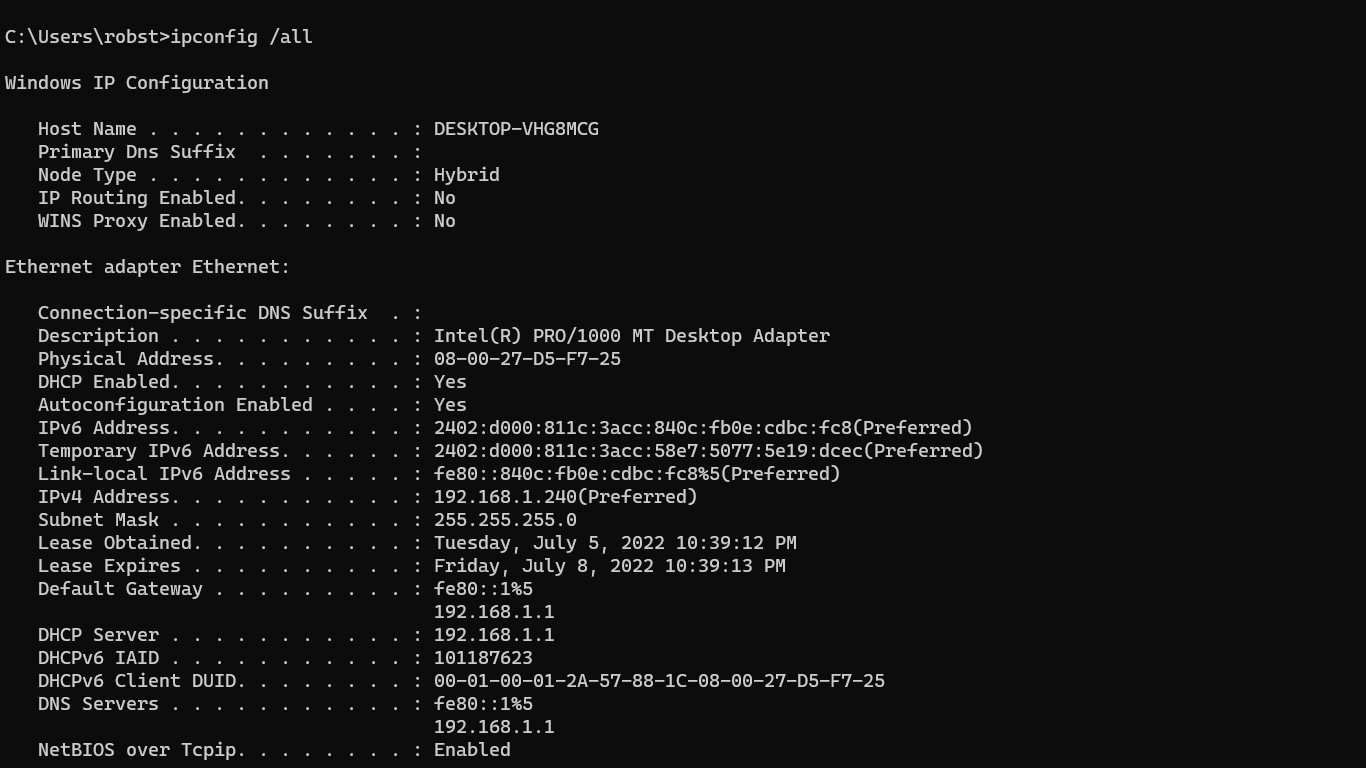 C:\Users\robst>ipconfig /all
Windows IP Configuration
Host Name . . . . . . . . . . . . : DESKTOP-VHG8MCG
Primary Dns Suffix  . . . . . . . :
Node Type . . . . . . . . . . . . : Hybrid
IP Routing Enabled. . . . . . . . : No
WINS Proxy Enabled. . . . . . . . : No
Ethernet adapter Ethernet:
Connection-specific DNS Suffix  . :
Description . . . . . . . . . . . : Intel(R) PRO/1000 MT Desktop Adapter
Physical Address. . . . . . . . . : 08-00-27-D5-F7-25
DHCP Enabled. . . . . . . . . . . : Yes
Autoconfiguration Enabled . . . . : Yes
IPv6 Address. . . . . . . . . . . : 2402:d000:811c:3acc:840c:fb0e:cdbc:fc8(Preferred)
Temporary IPv6 Address. . . . . . : 2402:d000:811c:3acc:58e7:5077:5e19:dcec(Preferred)
Link-local IPv6 Address . . . . . : fe80::840c:fb0e:cdbc:fc8%5(Preferred)
IPv4 Address. . . . . . . . . . . : 192.168.1.240(Preferred)
Subnet Mask . . . . . . . . . . . : 255.255.255.0
Lease Obtained. . . . . . . . . . : Tuesday, July 5, 2022 10:39:12 PM
Lease Expires . . . . . . . . . . : Friday, July 8, 2022 10:39:13 PM
Default Gateway . . . . . . . . . : fe80::1%5
192.168.1.1
DHCP Server . . . . . . . . . . . : 192.168.1.1
DHCPv6 IAID . . . . . . . . . . . : 101187623
DHCPv6 Client DUID. . . . . . . . : 00-01-00-01-2A-57-88-1C-08-00-27-D5-F7-25
DNS Servers . . . . . . . . . . . : fe80::1%5
192.168.1.1
NetBIOS over Tcpip. . . . . . . . : Enabled